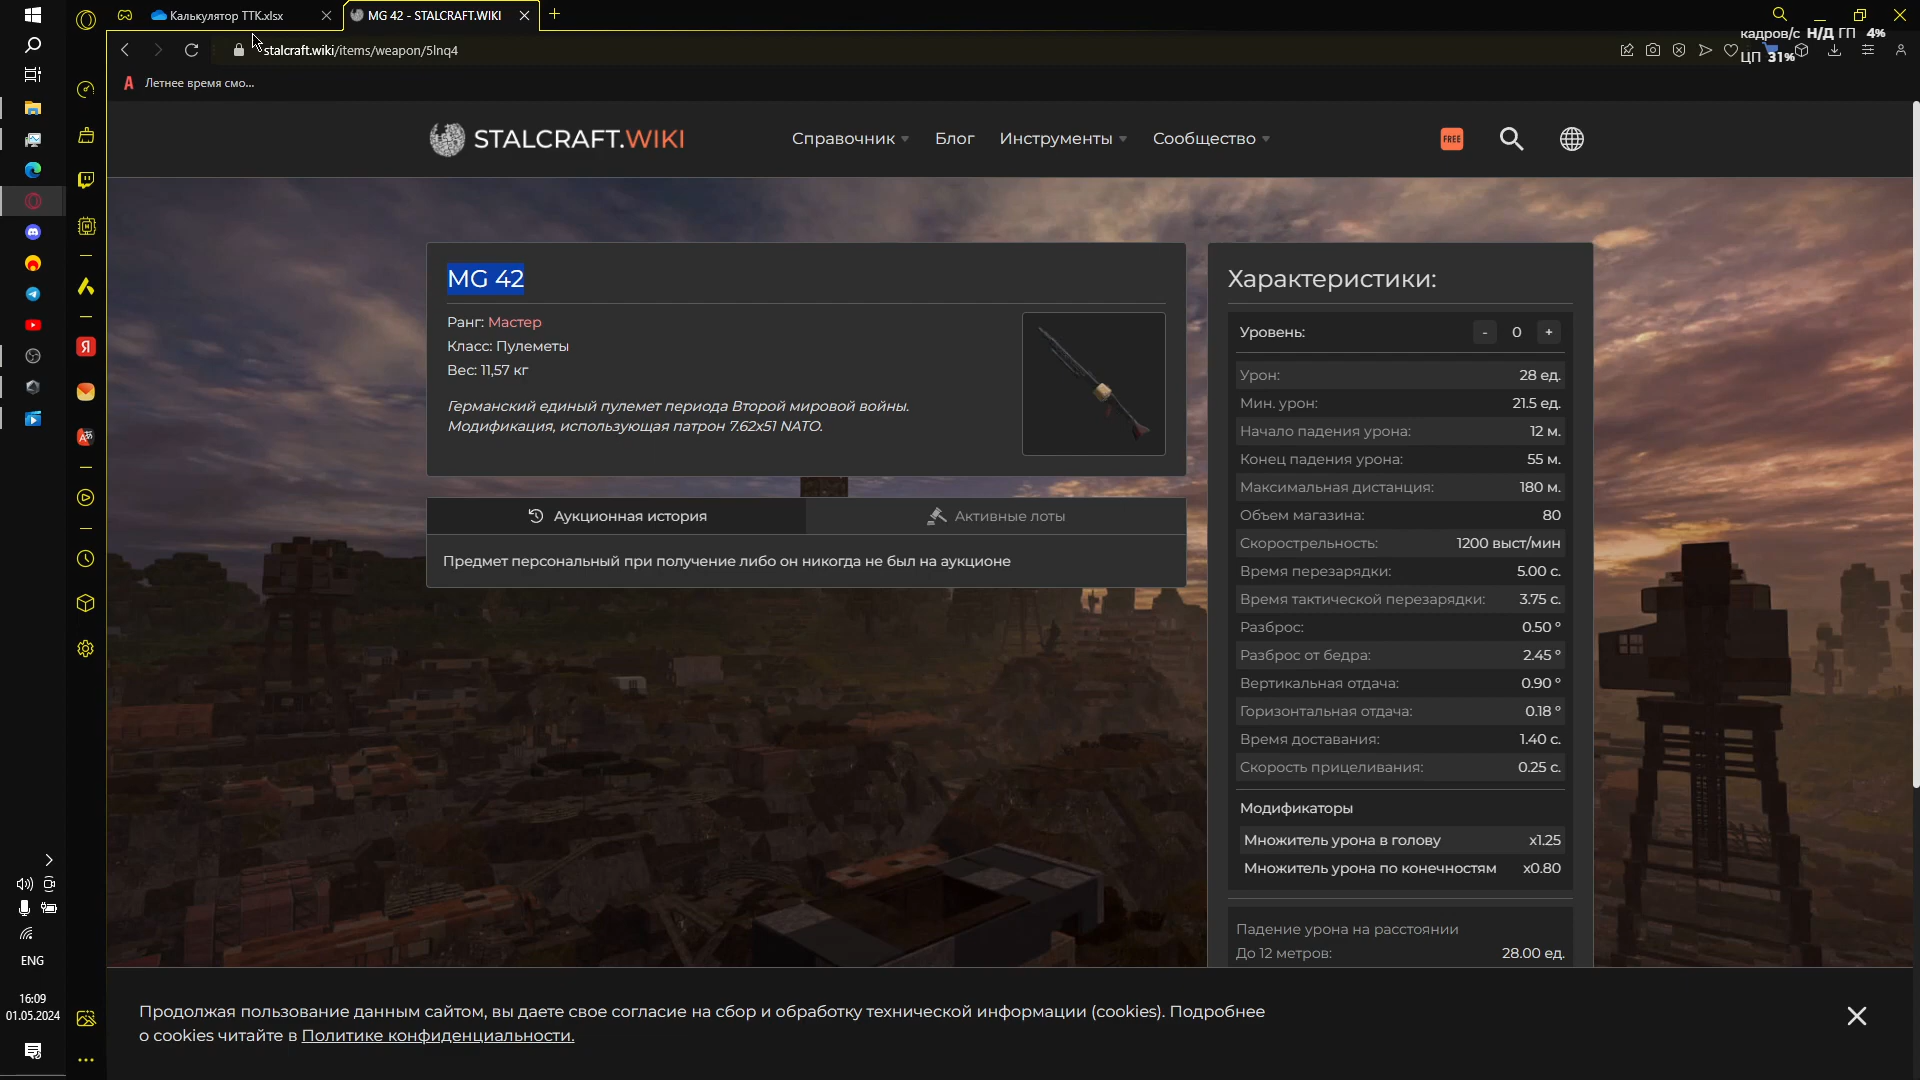 Калькулятор TTK.xlsx
MG 42 - STALCRAFT.WIKI
кадров/с Н/Д ГП 4%
ЦП 31%
stalcraft.wiki/items/weapon/5lnq4
Летнее время смо...
STALCRAFT.WIKI
Справочник
Блог
Инструменты
Сообщество
FREE
MG 42
Ранг: Мастер
Класс: Пулеметы
Вес: 11,57 кг
Германский единый пулемет периода Второй мировой войны.
Модификация, использующая патрон 7.62x51 NATO.
Аукционная история
Активные лоты
Предмет персональный при получение либо он никогда не был на аукционе
Характеристики:
Уровень: - 0 +
Урон: 28 ед.
Мин. урон: 21.5 ед.
Начало падения урона: 12 м.
Конец падения урона: 55 м.
Максимальная дистанция: 180 м.
Объем магазина: 80
Скорострельность: 1200 выст/мин
Время перезарядки: 5.00 с.
Время тактической перезарядки: 3.75 с.
Разброс: 0.50 °
Разброс от бедра: 2.45 °
Вертикальная отдача: 0.90 °
Горизонтальная отдача: 0.18 °
Время доставания: 1.40 с.
Скорость прицеливания: 0.25 с.
Модификаторы
Множитель урона в голову x1.25
Множитель урона по конечностям x0.80
Падение урона на расстоянии
До 12 метров: 28.00 ед.
Продолжая пользование данным сайтом, вы даете свое согласие на сбор и обработку технической информации (cookies). Подробнее
о cookies читайте в Политике конфиденциальности.
Я
ENG
16:09
01.05.2024